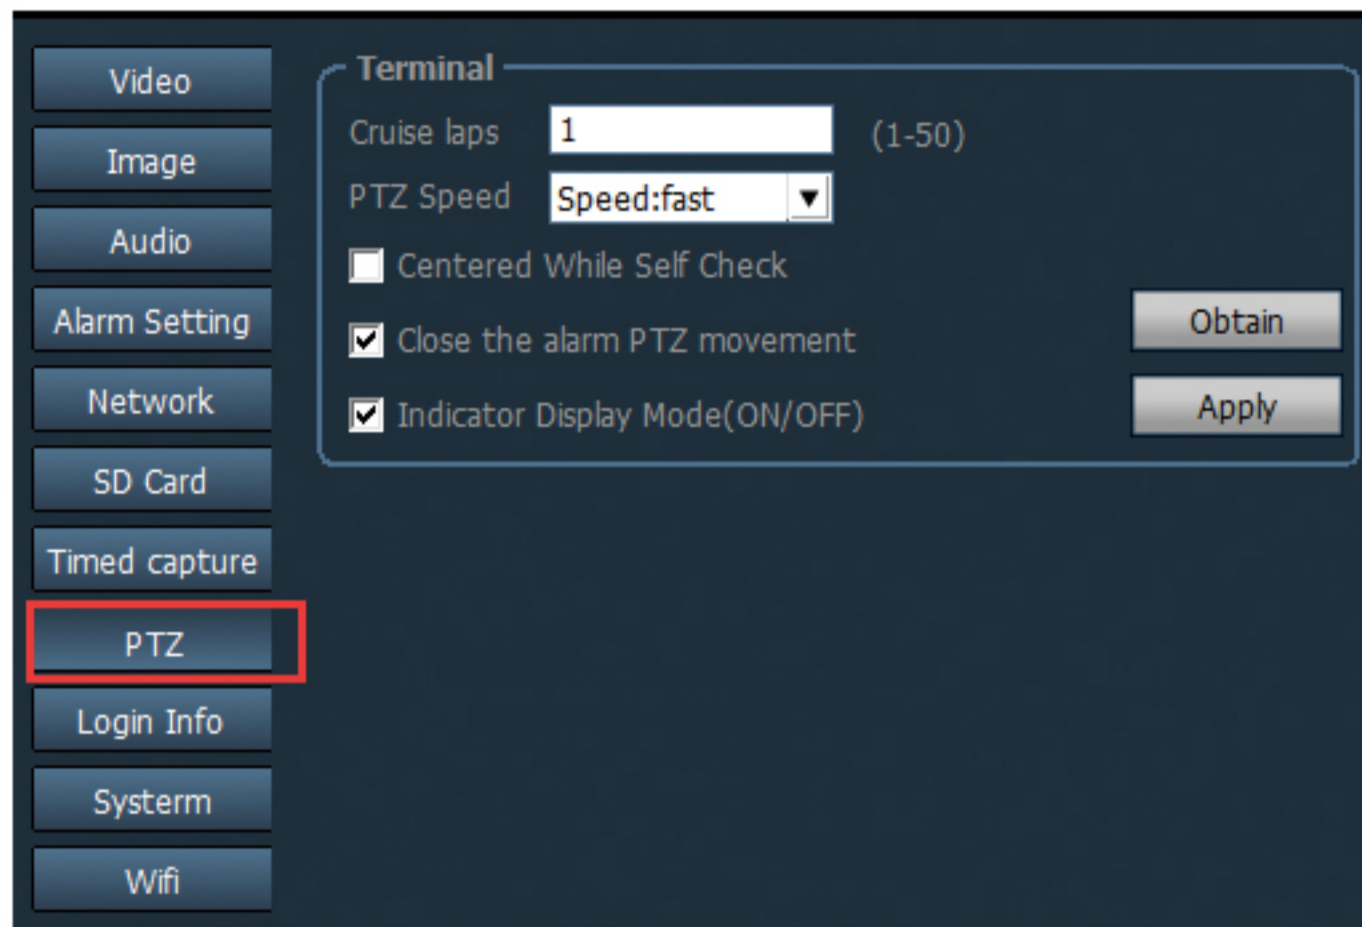 Video
Image
Audio
Alarm Setting
Network
SD Card
Timed capture
PTZ
Login Info
Systerm
Wifi
Terminal
Cruise laps 1 (1-50)
PTZ Speed Speed:fast
Centered While Self Check
Close the alarm PTZ movement
Indicator Display Mode(ON/OFF)
Obtain
Apply